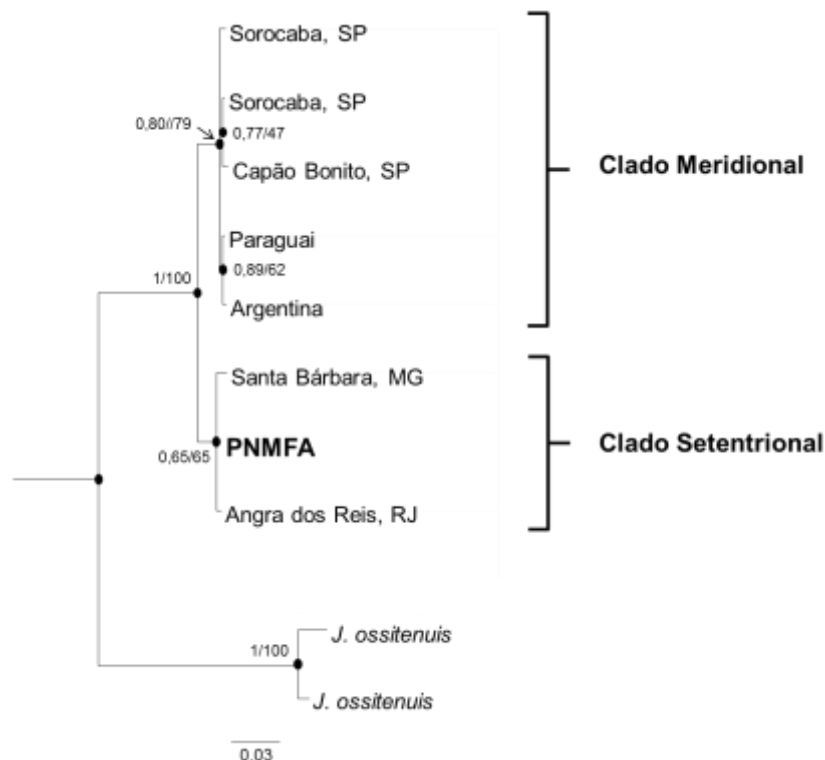 Sorocaba, SP
Sorocaba, SP
0,80//79
0,77/47
Capão Bonito, SP
Clado Meridional
Paraguai
0,89/62
1/100
Argentina
Santa Bárbara, MG
PNMFA
Clado Setentrional
0,65/65
Angra dos Reis, RJ
J. ossitenuis
1/100
J. ossitenuis
0.03